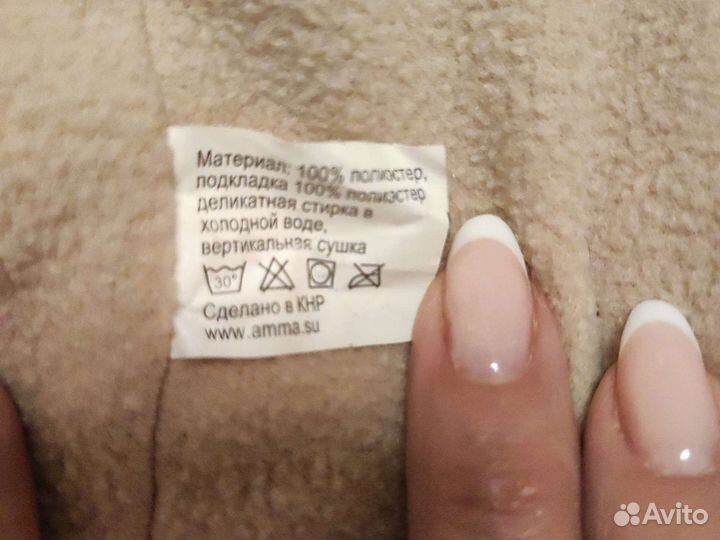 Материал: 100% полиэстер,
подкладка 100% полиэстер
деликатная стирка в
холодной воде,
вертикальная сушка
30°
Сделано в КНР
www.amma.su
Avito